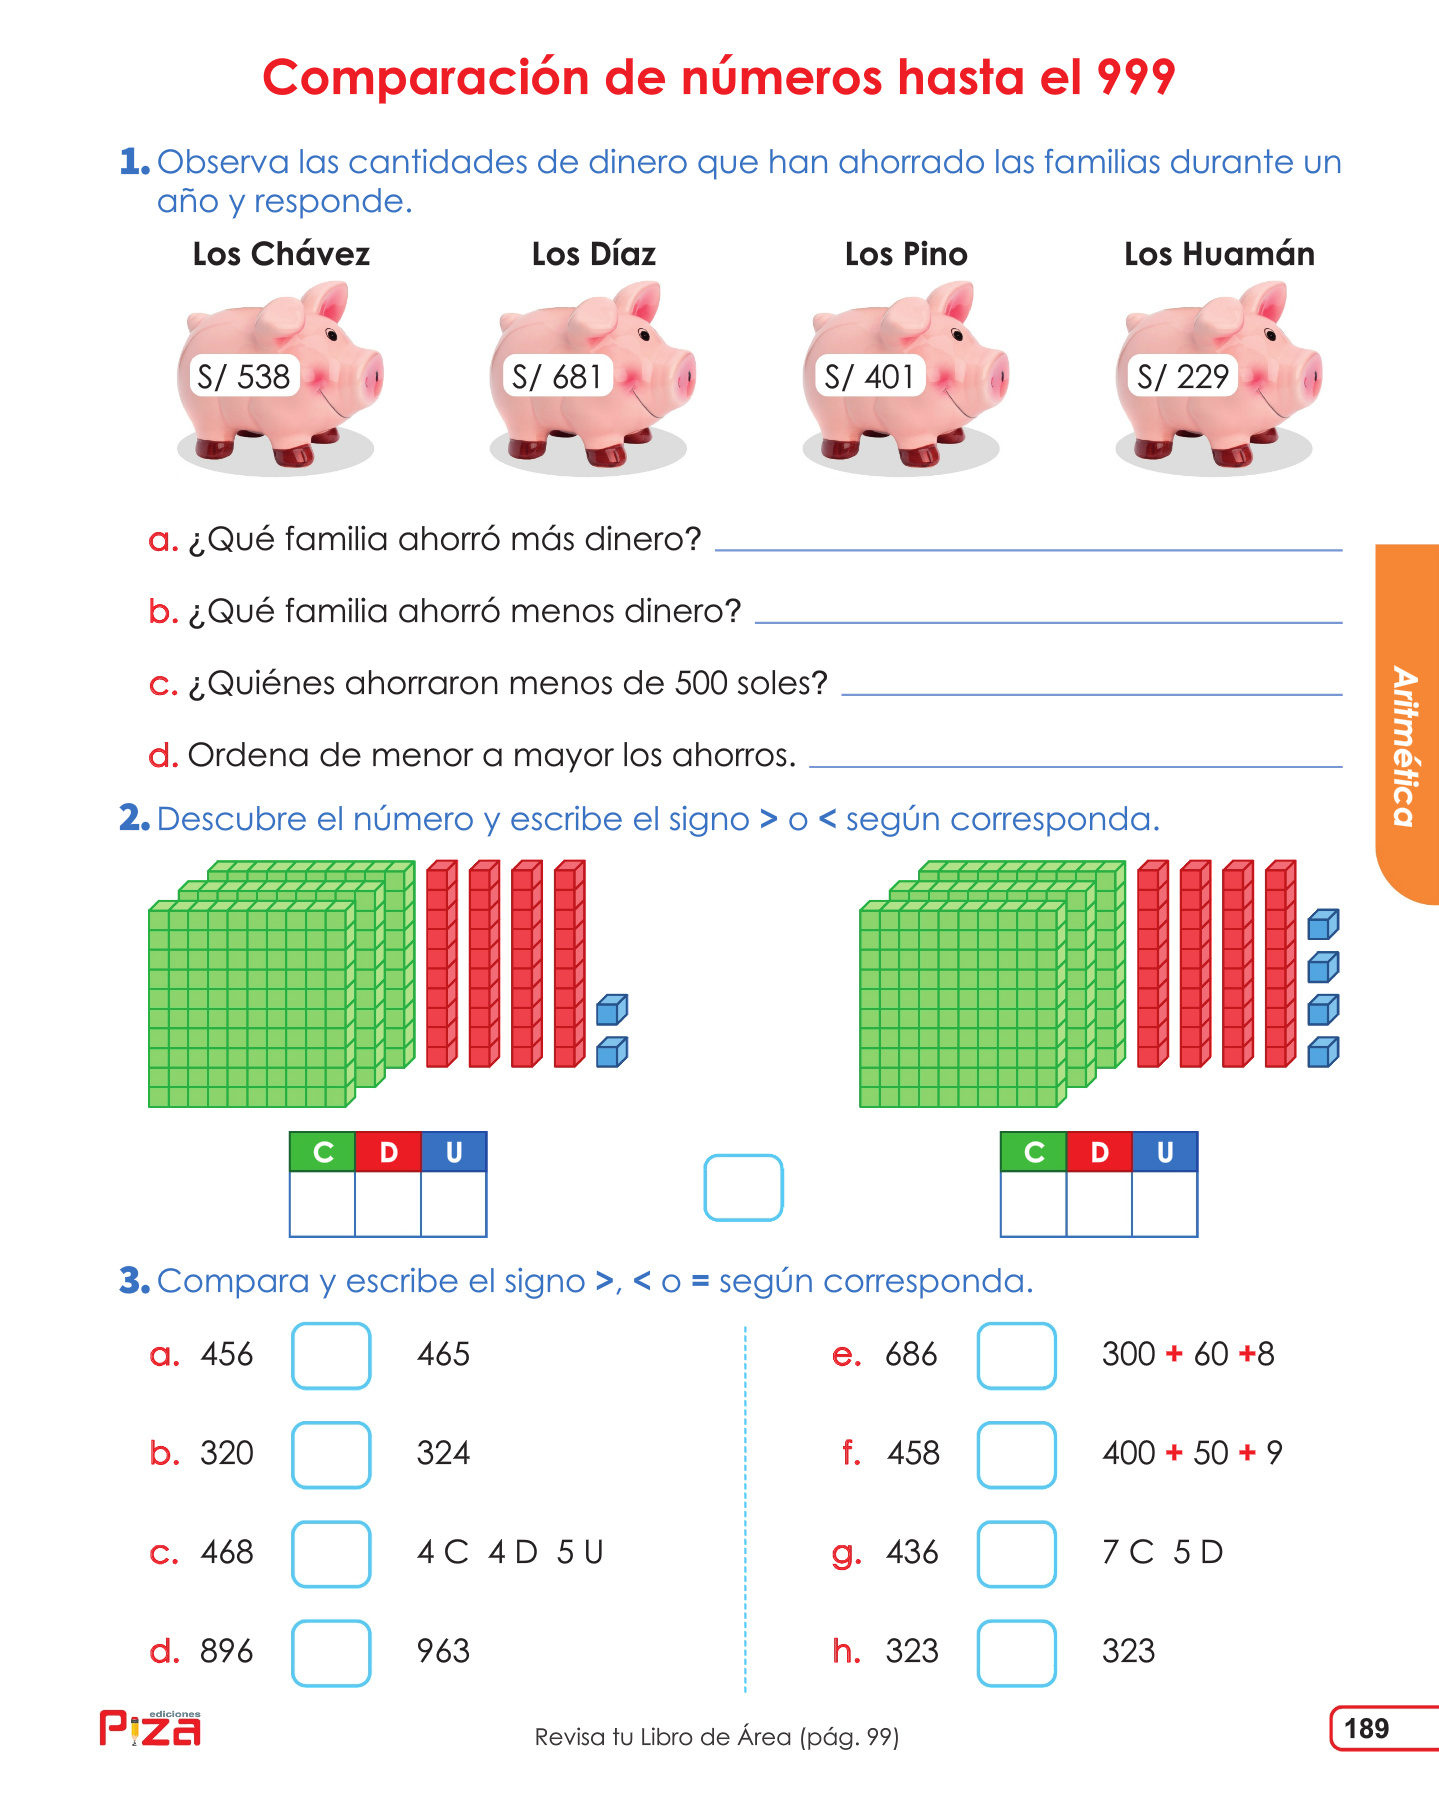 Comparación de números hasta el 999
1. Observa las cantidades de dinero que han ahorrado las familias durante un
año y responde.
Los Chávez Los Díaz Los Pino Los Huamán
S/ 538 S/ 681 S/ 401 S/ 229
a. ¿Qué familia ahorró más dinero?
b. ¿Qué familia ahorró menos dinero?
c. ¿Quiénes ahorraron menos de 500 soles?
d. Ordena de menor a mayor los ahorros.
Aritmética
2. Descubre el número y escribe el signo > o < según corresponda.
C D U C D U
3. Compara y escribe el signo >, < o = según corresponda.
a. 456 465
b. 320 324
c. 468 4 C 4 D 5 U
d. 896 963
e. 686 300 + 60 +8
f. 458 400 + 50 + 9
g. 436 7 C 5 D
h. 323 323
ediciones
Piza
Revisa tu Libro de Área (pág. 99)
189